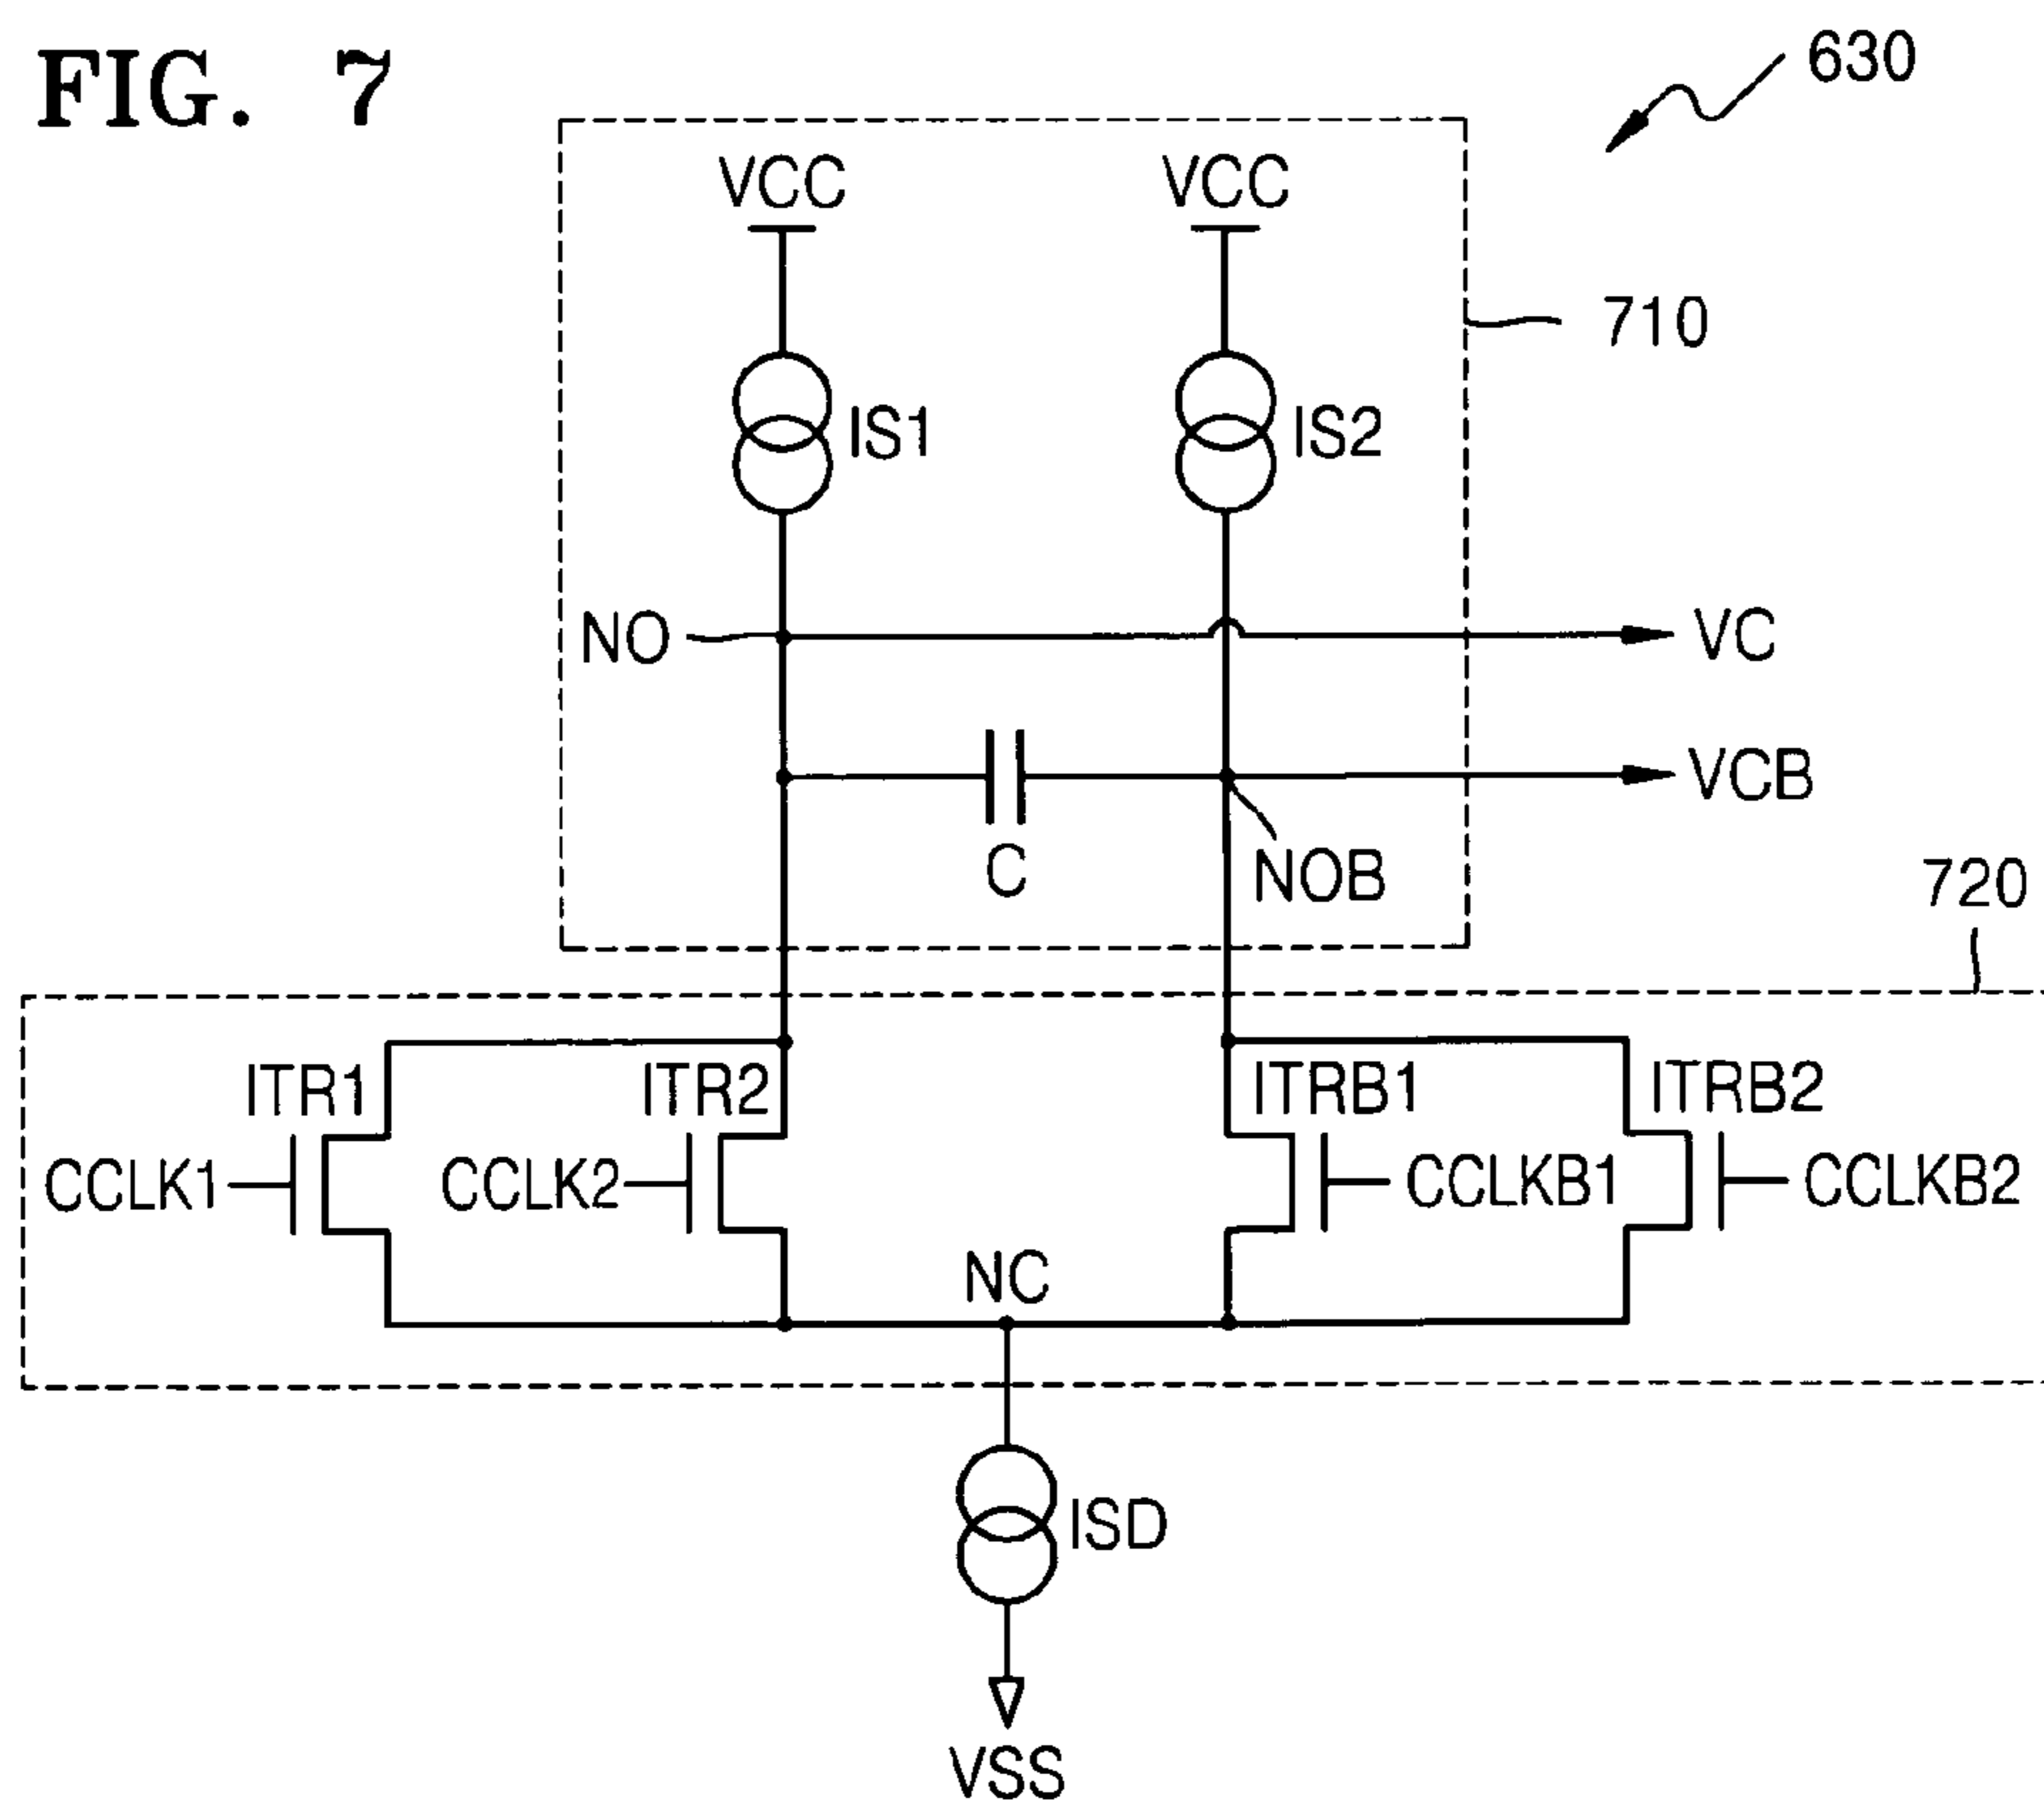 FIG. 7
630
VCC VCC
710
IS1 IS2
NO VC
VCB
C NOB
720
ITR1 ITR2 ITRB1 ITRB2
CCLK1 CCLK2 CCLKB1 CCLKB2
NC
ISD
VSS